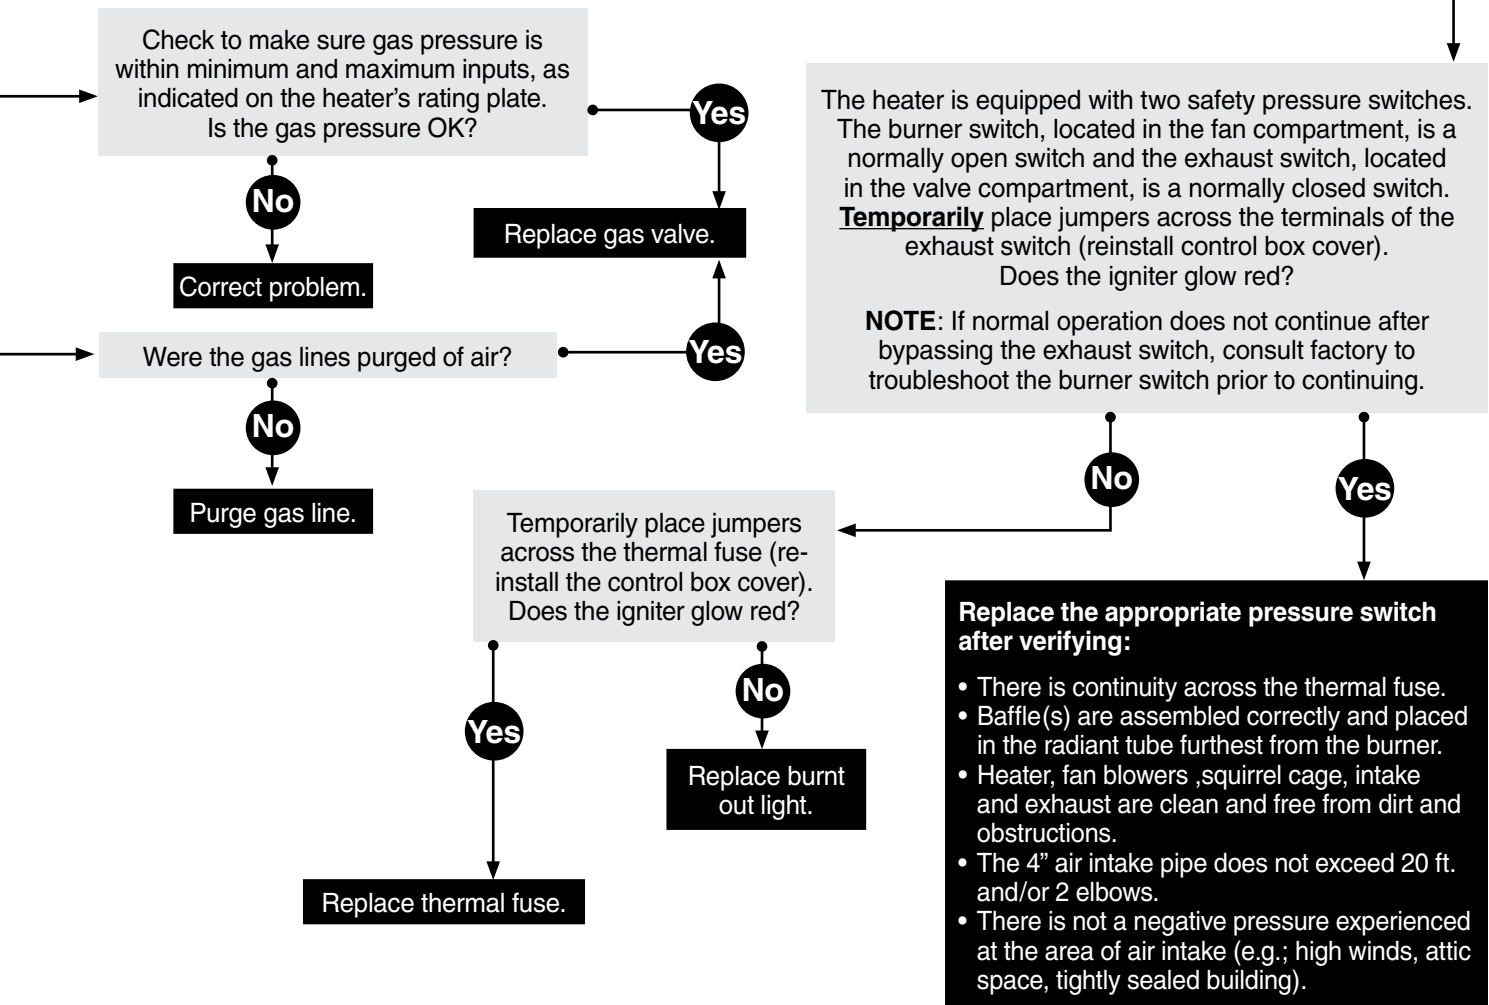 Check to make sure gas pressure is
within minimum and maximum inputs, as
indicated on the heater's rating plate.
Is the gas pressure OK?
Yes
No
Replace gas valve.
Correct problem.
Were the gas lines purged of air?
Yes
No
Purge gas line.
The heater is equipped with two safety pressure switches.
The burner switch, located in the fan compartment, is a
normally open switch and the exhaust switch, located
in the valve compartment, is a normally closed switch.
Temporarily place jumpers across the terminals of the
exhaust switch (reinstall control box cover).
Does the igniter glow red?
NOTE: If normal operation does not continue after
bypassing the exhaust switch, consult factory to
troubleshoot the burner switch prior to continuing.
No
Yes
Temporarily place jumpers
across the thermal fuse (re-
install the control box cover).
Does the igniter glow red?
Yes
No
Replace burnt
out light.
Replace thermal fuse.
Replace the appropriate pressure switch
after verifying:
• There is continuity across the thermal fuse.
• Baffle(s) are assembled correctly and placed
in the radiant tube furthest from the burner.
• Heater, fan blowers ,squirrel cage, intake
and exhaust are clean and free from dirt and
obstructions.
• The 4” air intake pipe does not exceed 20 ft.
and/or 2 elbows.
• There is not a negative pressure experienced
at the area of air intake (e.g.; high winds, attic
space, tightly sealed building).